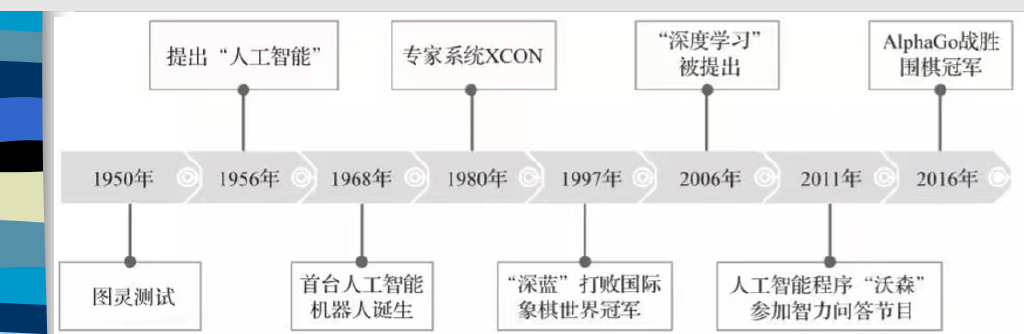 提出“人工智能”
专家系统XCON
“深度学习”
被提出
AlphaGo战胜
围棋冠军
1950年
1956年
1968年
1980年
1997年
2006年
2011年
2016年
图灵测试
首台人工智能
机器人诞生
“深蓝”打败国际
象棋世界冠军
人工智能程序“沃森”
参加智力问答节目